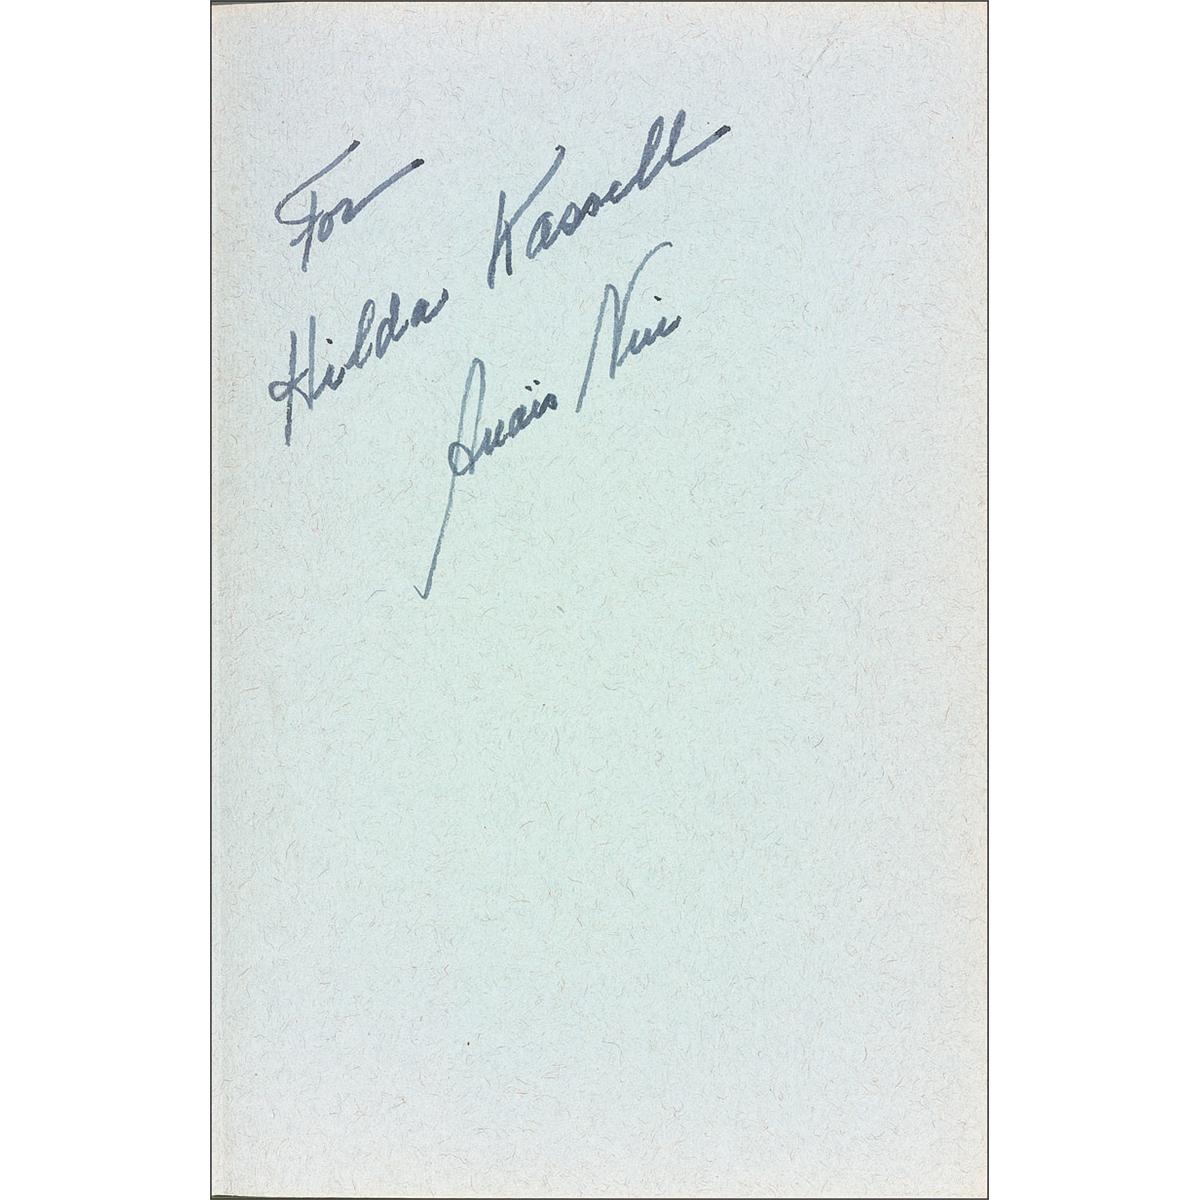 For
Hilda Kassell
Anaïs Nin